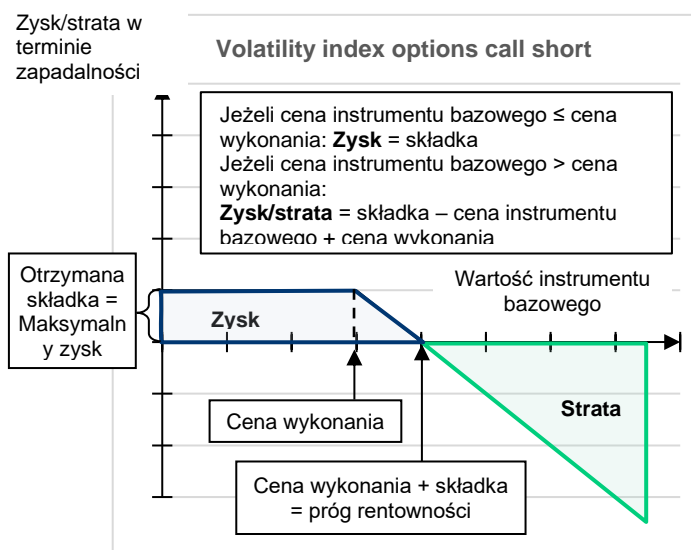 Zysk/strata w
terminie
zapadalności
Volatility index options call short
Jeżeli cena instrumentu bazowego ≤ cena
wykonania: Zysk = składka
Jeżeli cena instrumentu bazowego > cena
wykonania:
Zysk/strata = składka – cena instrumentu
bazowego + cena wykonania
Otrzymana
składka =
Maksymaln
y zysk
Wartość instrumentu
bazowego
Zysk
Strata
Cena wykonania
Cena wykonania + składka
= próg rentowności